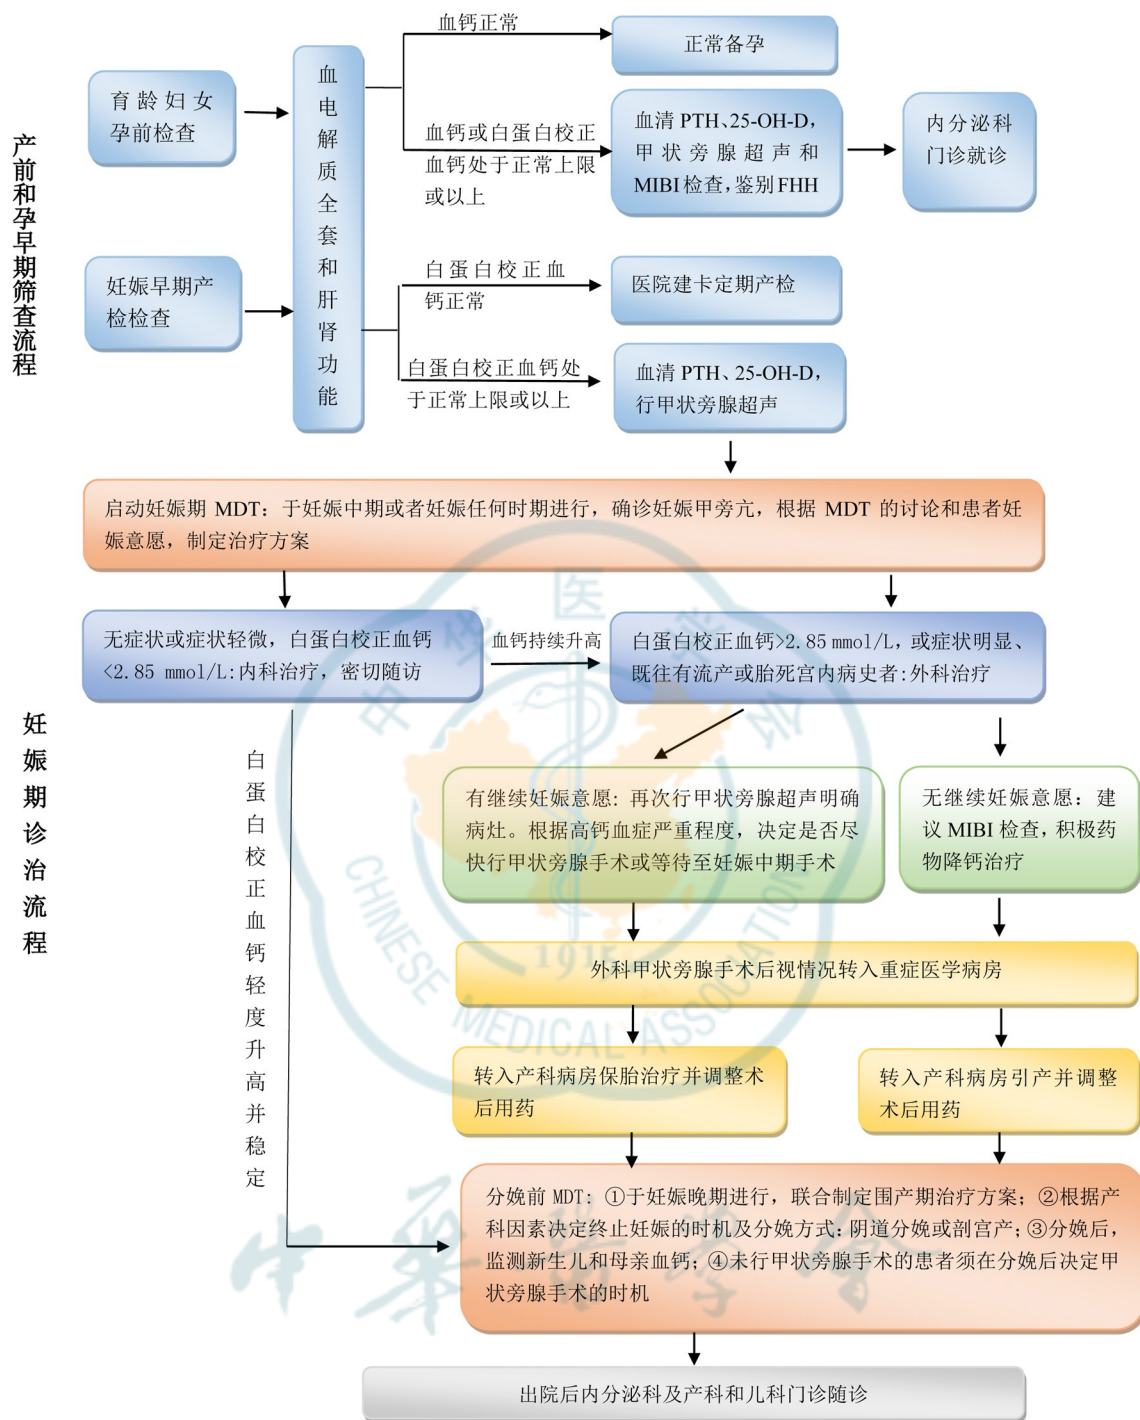 产前和孕早期筛查流程
育龄妇女
孕前检查
妊娠早期产
检检查
血电解质全套和肝肾功能
血钙正常
正常备孕
血钙或白蛋白校正
血钙处于正常上限
或以上
血清 PTH、25-OH-D，
甲状旁腺超声和
MIBI 检查，鉴别 FHH
内分泌科
门诊就诊
白蛋白校正血
钙正常
医院建卡定期产检
白蛋白校正血钙处
于正常上限或以上
血清 PTH、25-OH-D，
行甲状旁腺超声
妊娠期诊治流程
启动妊娠期 MDT：于妊娠中期或者妊娠任何时期进行，确诊妊娠甲旁亢，根据 MDT 的讨论和患者妊
娠意愿，制定治疗方案
无症状或症状轻微，白蛋白校正血钙
<2.85 mmol/L:内科治疗，密切随访
血钙持续升高
白蛋白校正血钙>2.85 mmol/L，或症状明显、
既往有流产或胎死宫内病史者:外科治疗
白蛋白校正血钙轻度升高并稳定
有继续妊娠意愿：再次行甲状旁腺超声明确
病灶。根据高钙血症严重程度，决定是否尽
快行甲状旁腺手术或等待至妊娠中期手术
无继续妊娠意愿：建
议 MIBI 检查，积极药
物降钙治疗
外科甲状旁腺手术后视情况转入重症医学病房
转入产科病房保胎治疗并调整术
后用药
转入产科病房引产并调整
术后用药
分娩前 MDT：①于妊娠晚期进行，联合制定围产期治疗方案；②根据产
科因素决定终止妊娠的时机及分娩方式：阴道分娩或剖宫产；③分娩后，
监测新生儿和母亲血钙；④未行甲状旁腺手术的患者须在分娩后决定甲
状旁腺手术的时机
出院后内分泌科及产科和儿科门诊随诊
中华医学会
1915
CHINESE MEDICAL ASSOCIATION
中华医学会